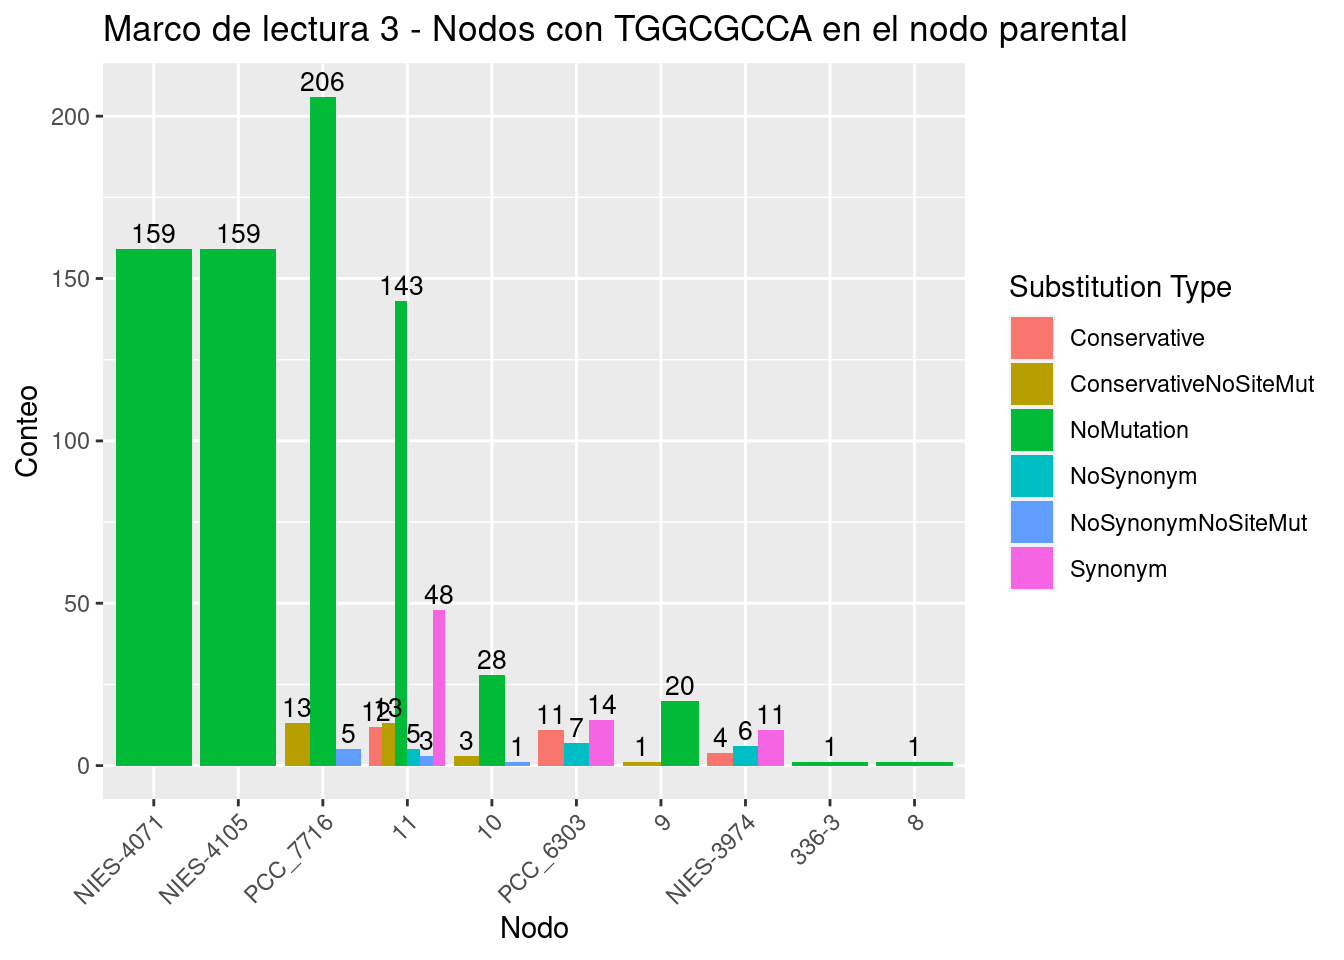 Marco de lectura 3 - Nodos con TGGCGCCA en el nodo parental
Conteo
200
150
100
50
0
159
159
13
206
5
12
13
143
5
3
48
3
28
1
11
7
14
1
20
4
6
11
1
1
NIES-4071
NIES-4105
PCC_7716
11
10
PCC_6303
9
NIES-3974
336-3
8
Nodo
Substitution Type
Conservative
ConservativeNoSiteMut
NoMutation
NoSynonym
NoSynonymNoSiteMut
Synonym